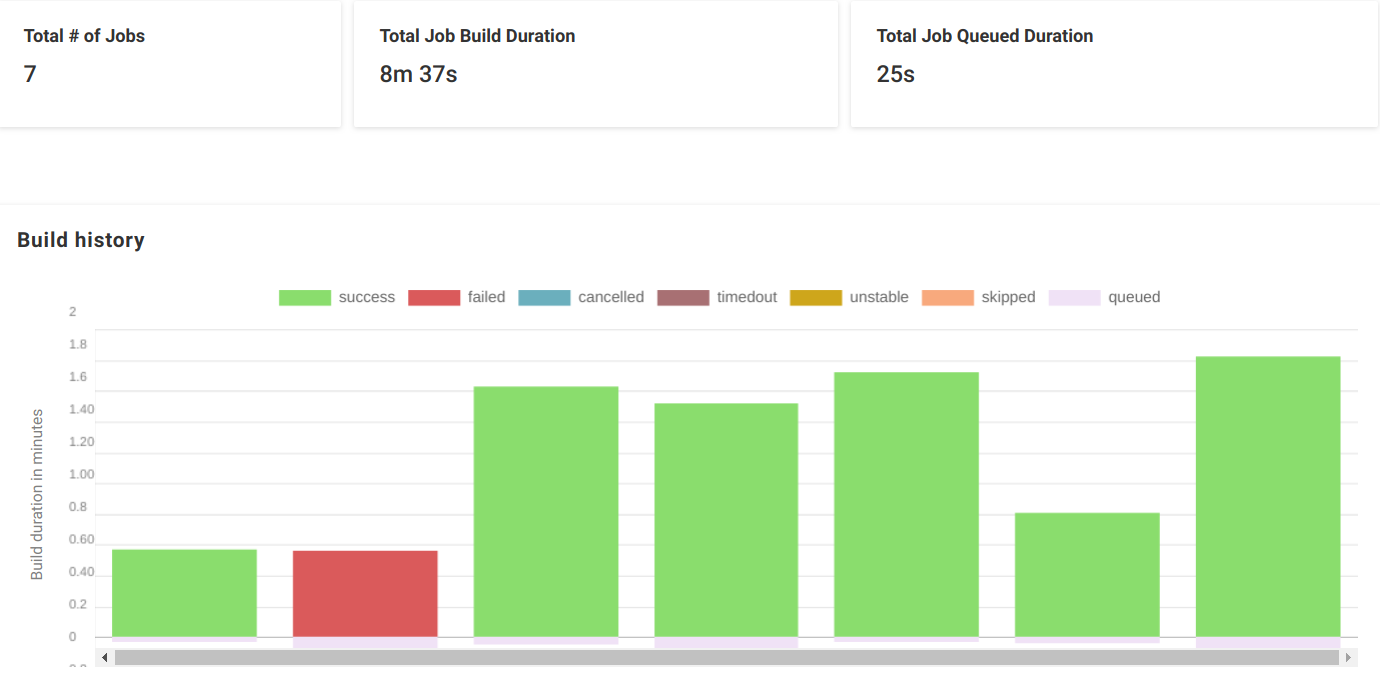 Total # of Jobs
7
Total Job Build Duration
8m 37s
Total Job Queued Duration
25s
Build history
success failed cancelled timedout unstable skipped queued
Build duration in minutes
2
1.8
1.6
1.40
1.20
1.00
0.8
0.60
0.40
0.2
0